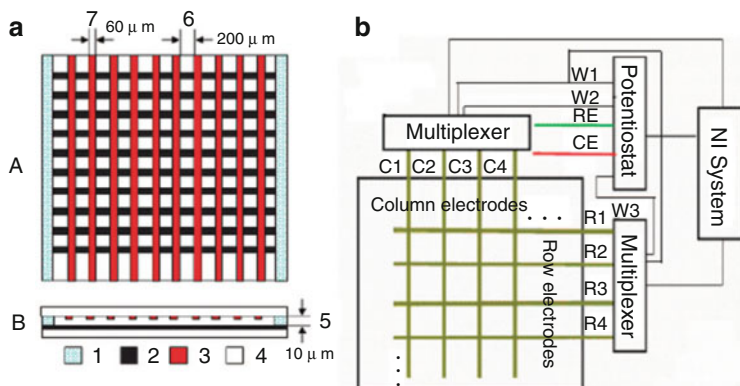 a
7
60 μ m
6
200 μ m
A
B
5
10 μ m
1
2
3
4
b
W1
W2
RE
CE
Potentiostat
NI System
Multiplexer
C1 C2 C3 C4
Column electrodes
. . .
R1
W3
R2
R3
R4
Row electrodes
Multiplexer
. . .